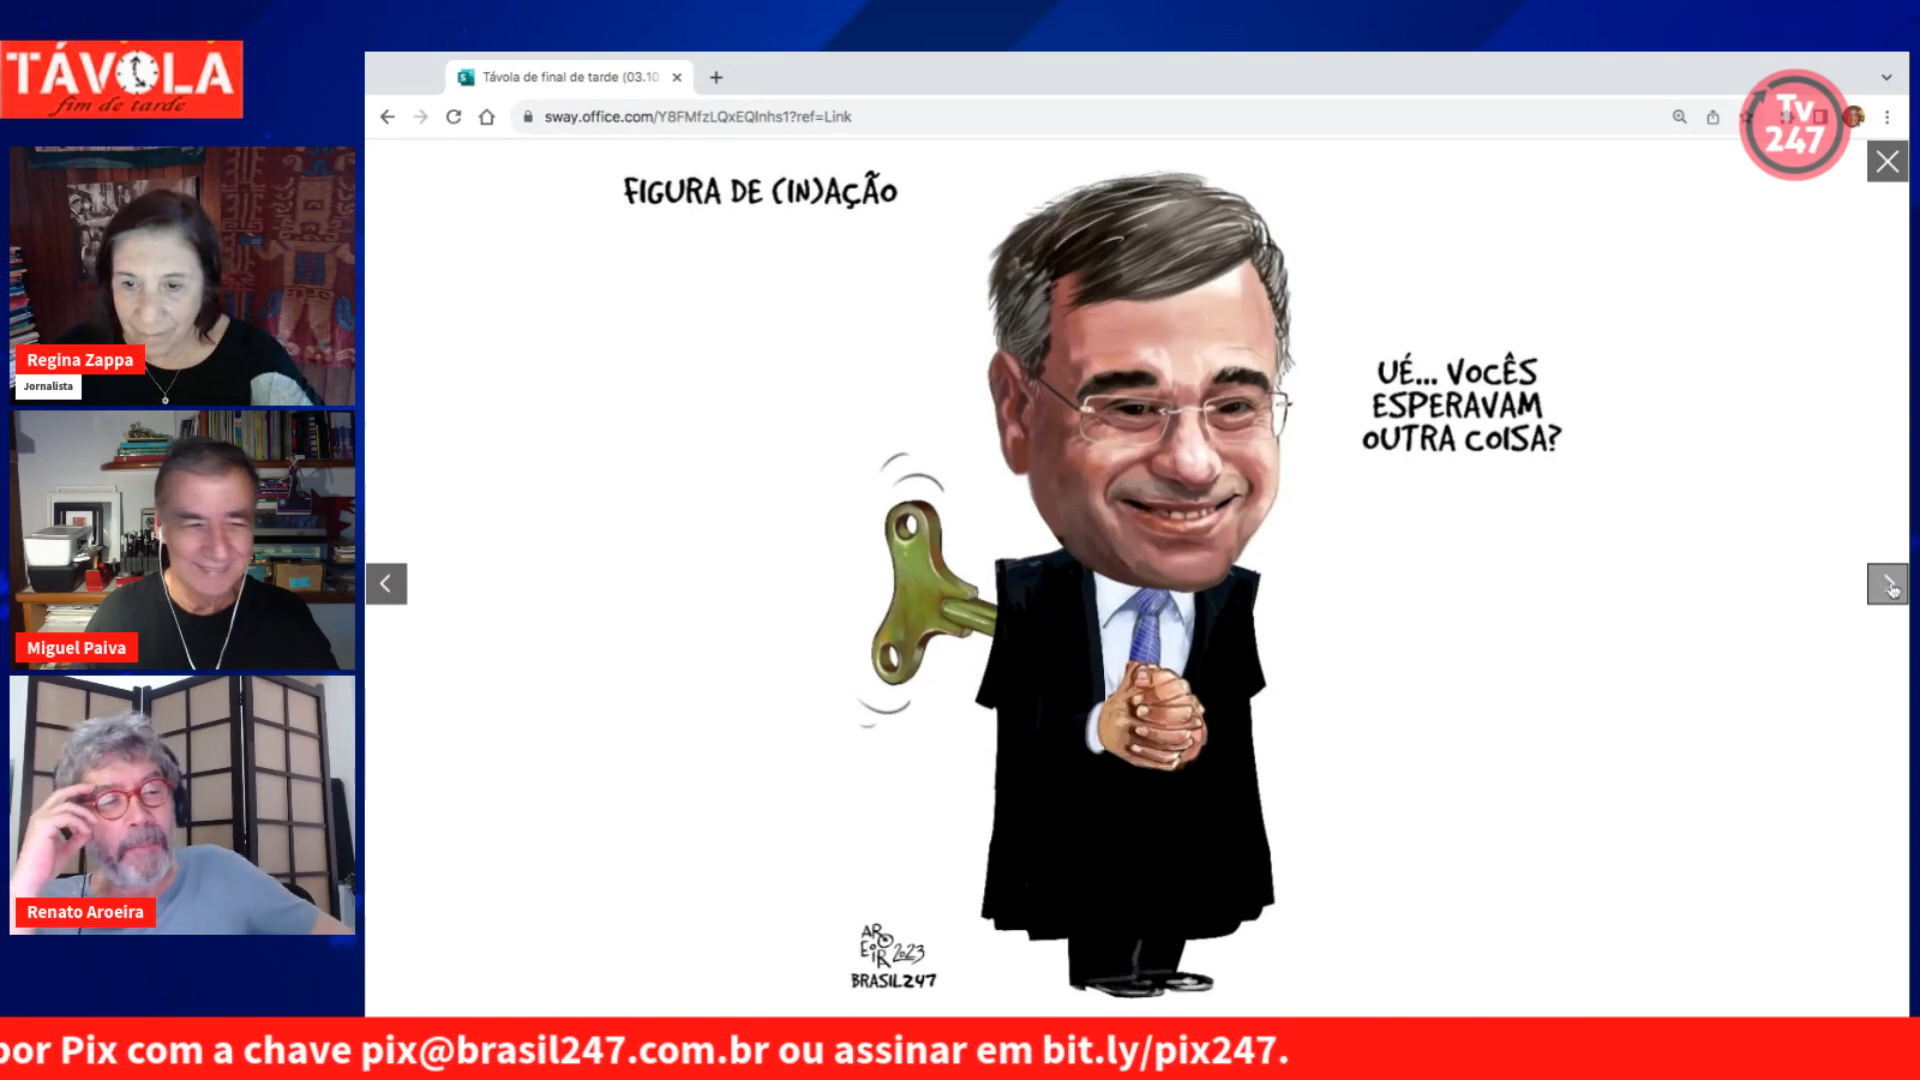 TÁVOLA
fim de tarde
Távola de final de tarde (03.10.
sway.office.com/Y8FMfzLQxEQInhs1?ref=Link
Tv
247
FIGURA DE (IN)AÇÃO
UÉ... VOCÊS
ESPERAVAM
OUTRA COISA?
Regina Zappa
Jornalista
Miguel Paiva
Renato Aroeira
AROEIRA 2023
BRASIL247
por Pix com a chave pix@brasil247.com.br ou assinar em bit.ly/pix247.